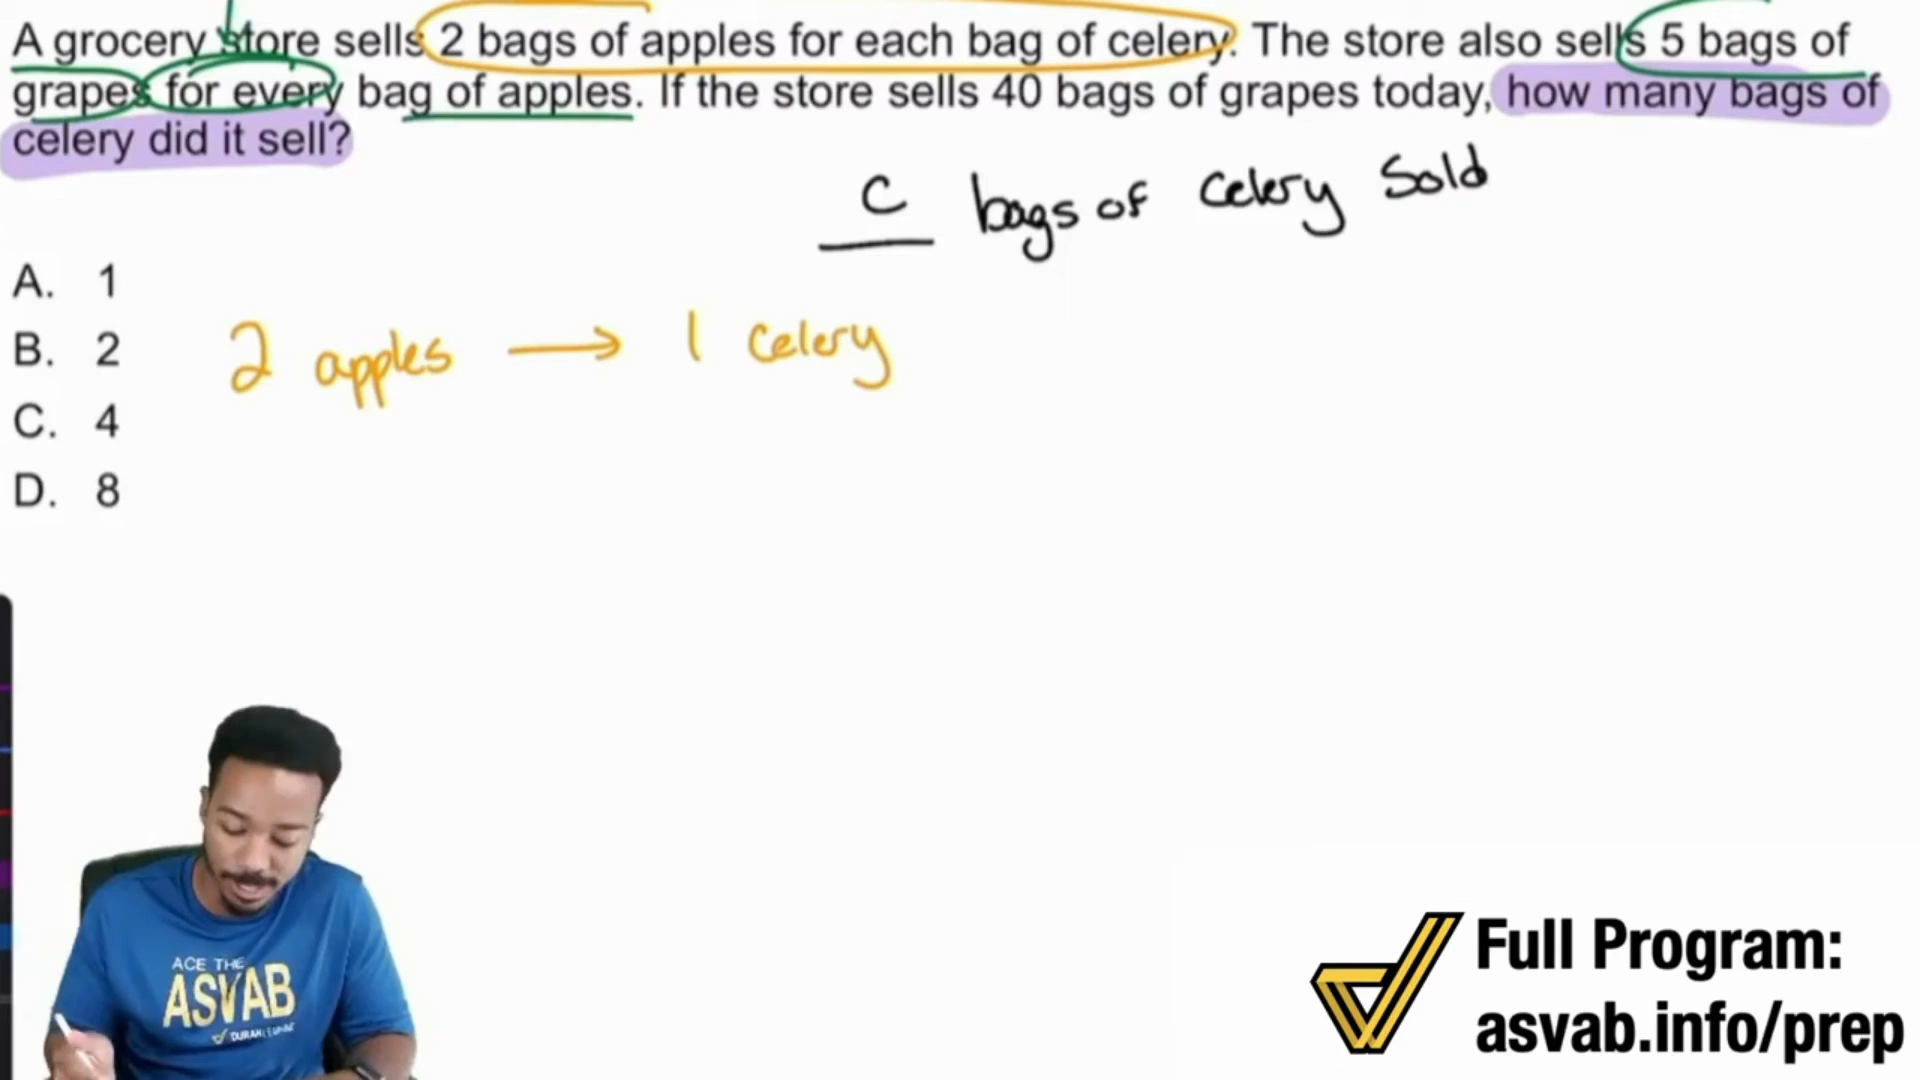 A grocery store sells 2 bags of apples for each bag of celery. The store also sells 5 bags of
grapes for every bag of apples. If the store sells 40 bags of grapes today, how many bags of
celery did it sell?
C bags of celery sold
A. 1
B. 2
C. 4
D. 8
2 apples → 1 celery
ACE THE
ASVAB
Full Program:
asvab.info/prep